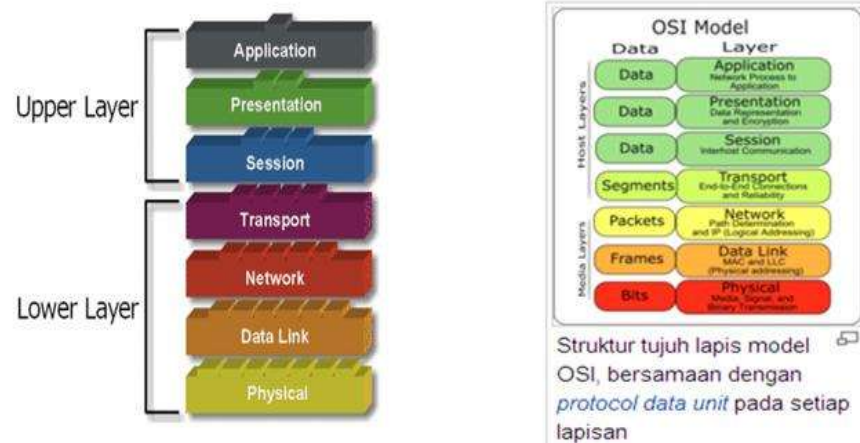 Upper Layer
Application
Presentation
Session
Lower Layer
Transport
Network
Data Link
Physical
OSI Model
Data Layer
Host Layers
Data Application
Network Process to
Application
Data Presentation
Data Representation
and Encryption
Data Session
Interhost Communication
Segments Transport
End-to-End Connections
and Reliability
Media Layers
Packets Network
Path Determination
and IP (Logical Addressing)
Frames Data Link
MAC and LLC
(Physical addressing)
Bits Physical
Media, Signal, and
Binary Transmission
Struktur tujuh lapis model
OSI, bersamaan dengan
protocol data unit pada setiap
lapisan